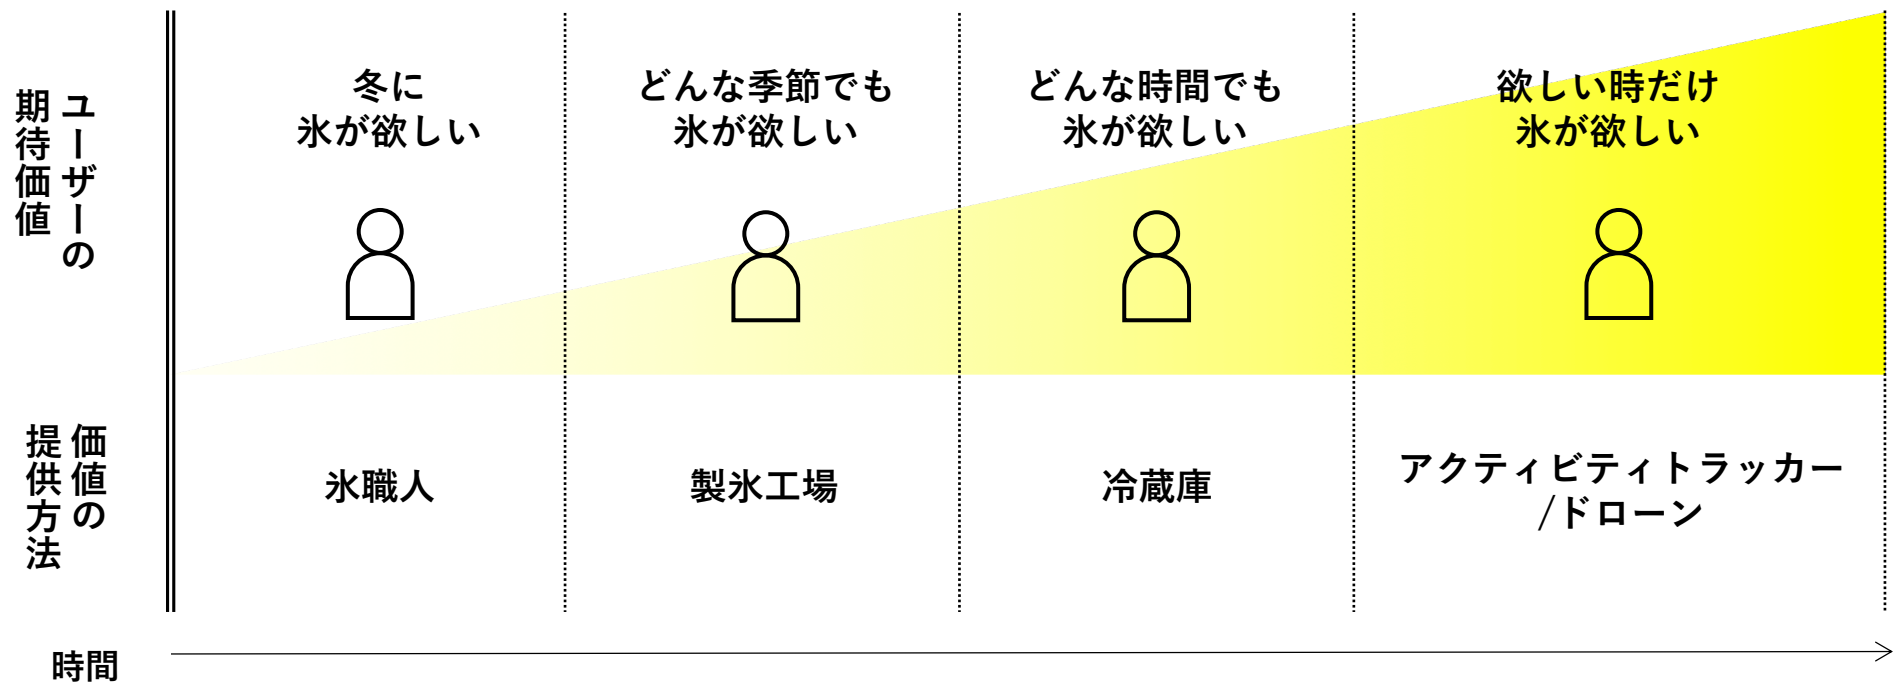 ユーザーの
期待価値
冬に
氷が欲しい
どんな季節でも
氷が欲しい
どんな時間でも
氷が欲しい
欲しい時だけ
氷が欲しい
価値の
提供方法
氷職人
製氷工場
冷蔵庫
アクティビティトラッカー
/ドローン
時間